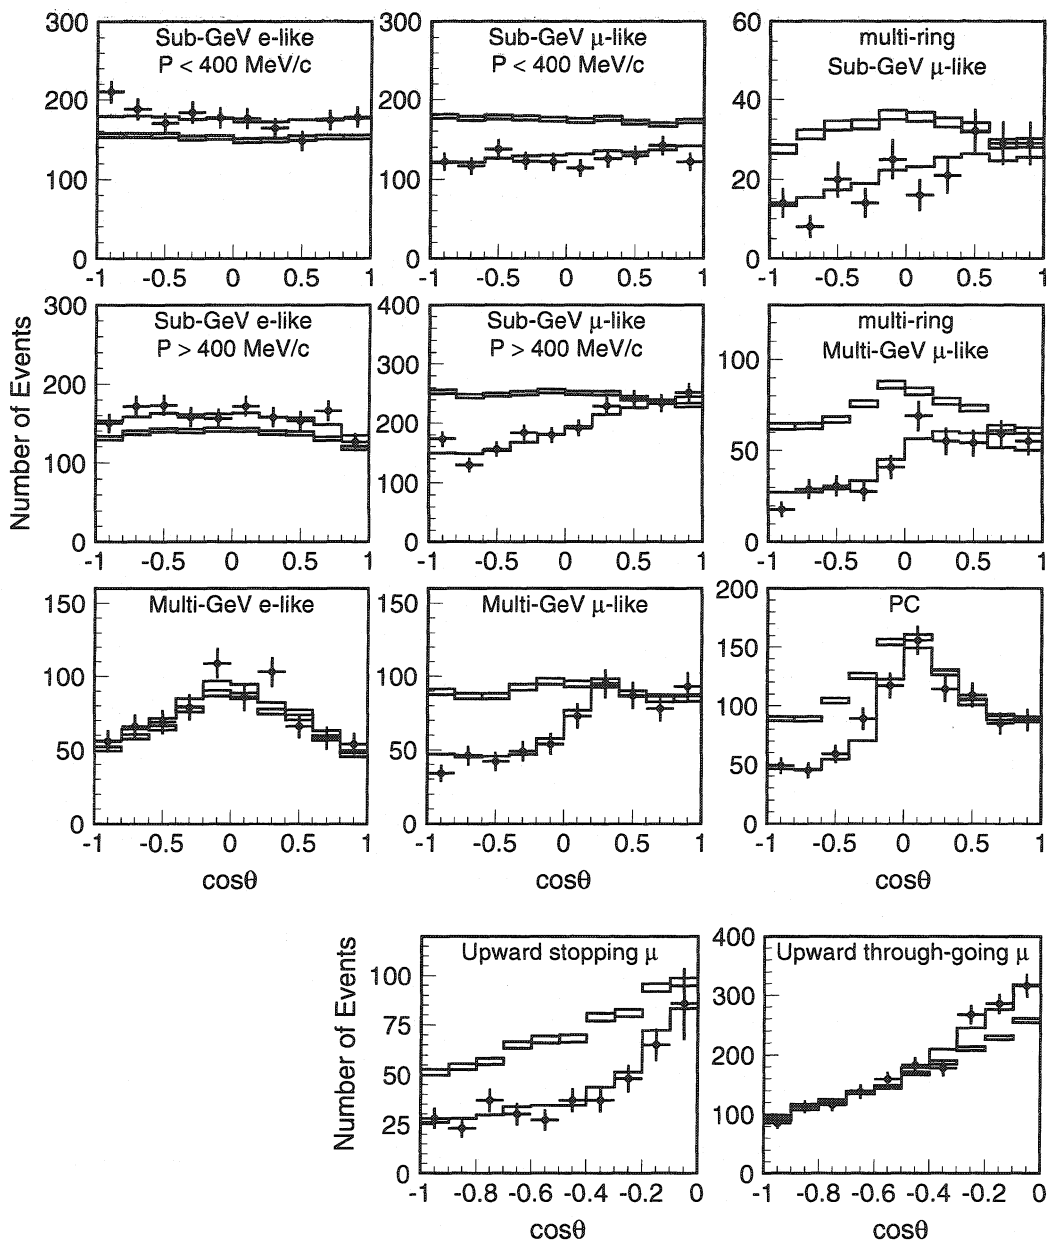 Sub-GeV e-like
P < 400 MeV/c
300
200
100
0
-1 -0.5 0 0.5 1
Sub-GeV μ-like
P < 400 MeV/c
300
200
100
0
-1 -0.5 0 0.5 1
multi-ring
Sub-GeV μ-like
60
40
20
0
-1 -0.5 0 0.5 1
Number of Events
Sub-GeV e-like
P > 400 MeV/c
300
200
100
0
-1 -0.5 0 0.5 1
Sub-GeV μ-like
P > 400 MeV/c
400
300
200
100
0
-1 -0.5 0 0.5 1
multi-ring
Multi-GeV μ-like
100
50
0
-1 -0.5 0 0.5 1
Multi-GeV e-like
150
100
50
0
-1 -0.5 0 0.5 1
cosθ
Multi-GeV μ-like
150
100
50
0
-1 -0.5 0 0.5 1
cosθ
PC
200
150
100
50
0
-1 -0.5 0 0.5 1
cosθ
Number of Events
Upward stopping μ
100
75
50
25
0
-1 -0.8 -0.6 -0.4 -0.2 0
cosθ
Upward through-going μ
400
300
200
100
0
-1 -0.8 -0.6 -0.4 -0.2 0
cosθ